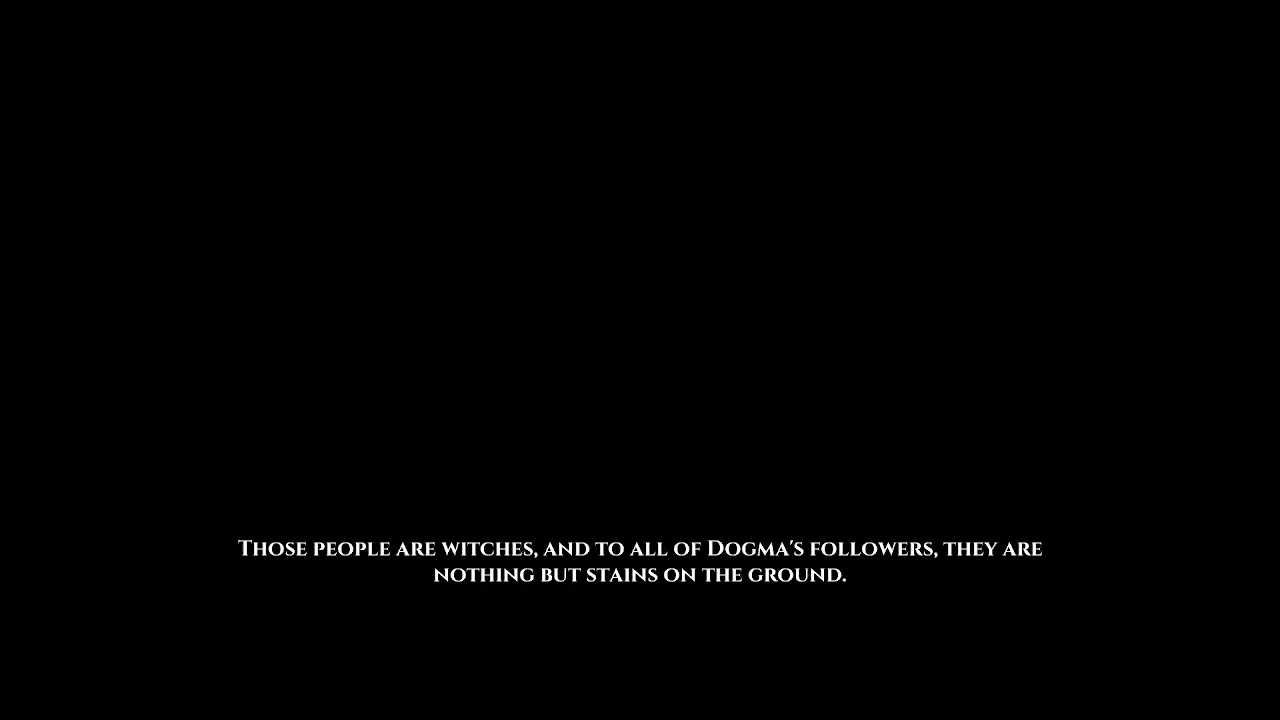 Those people are witches, and to all of Dogma's followers, they are
nothing but stains on the ground.